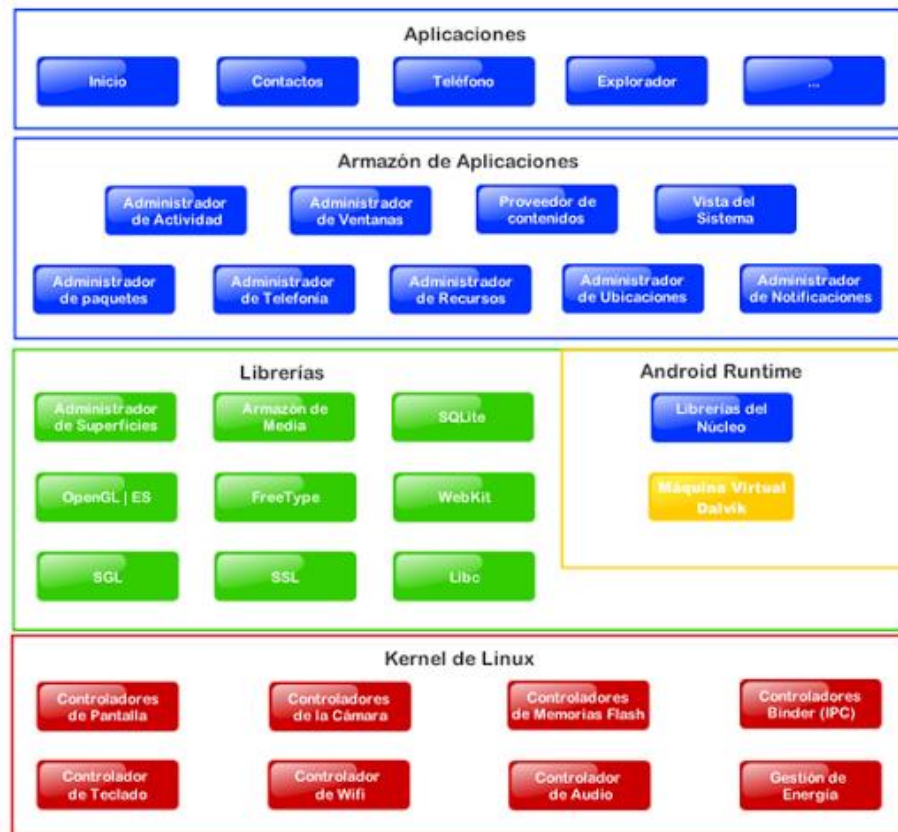 Aplicaciones
Inicio
Contactos
Teléfono
Explorador
...
Armazón de Aplicaciones
Administrador
de Actividad
Administrador
de Ventanas
Proveedor de
contenidos
Vista del
Sistema
Administrador
de paquetes
Administrador
de Telefonía
Administrador
de Recursos
Administrador
de Ubicaciones
Administrador
de Notificaciones
Librerías
Administrador
de Superficies
Armazón de
Media
SQLite
OpenGL | ES
FreeType
WebKit
SGL
SSL
Libc
Android Runtime
Librerías del
Núcleo
Máquina Virtual
Dalvik
Kernel de Linux
Controladores
de Pantalla
Controladores
de la Cámara
Controladores
de Memorias Flash
Controladores
Binder (IPC)
Controlador
de Teclado
Controlador
de Wifi
Controlador
de Audio
Gestión de
Energía